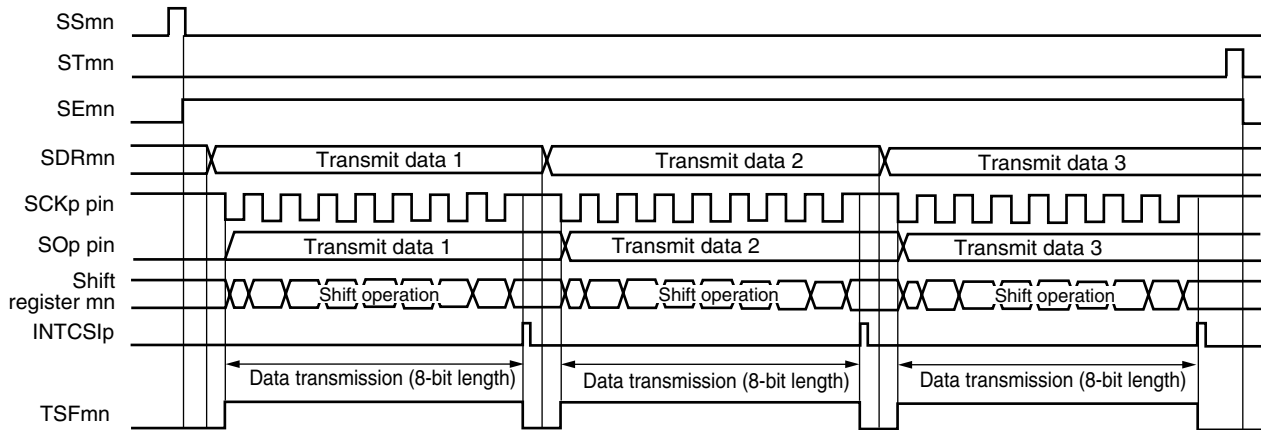 SSmn
STmn
SEmn
SDRmn Transmit data 1 Transmit data 2 Transmit data 3
SCKp pin
SOp pin Transmit data 1 Transmit data 2 Transmit data 3
Shift
register mn Shift operation Shift operation Shift operation
INTCSIp
Data transmission (8-bit length) Data transmission (8-bit length) Data transmission (8-bit length)
TSFmn